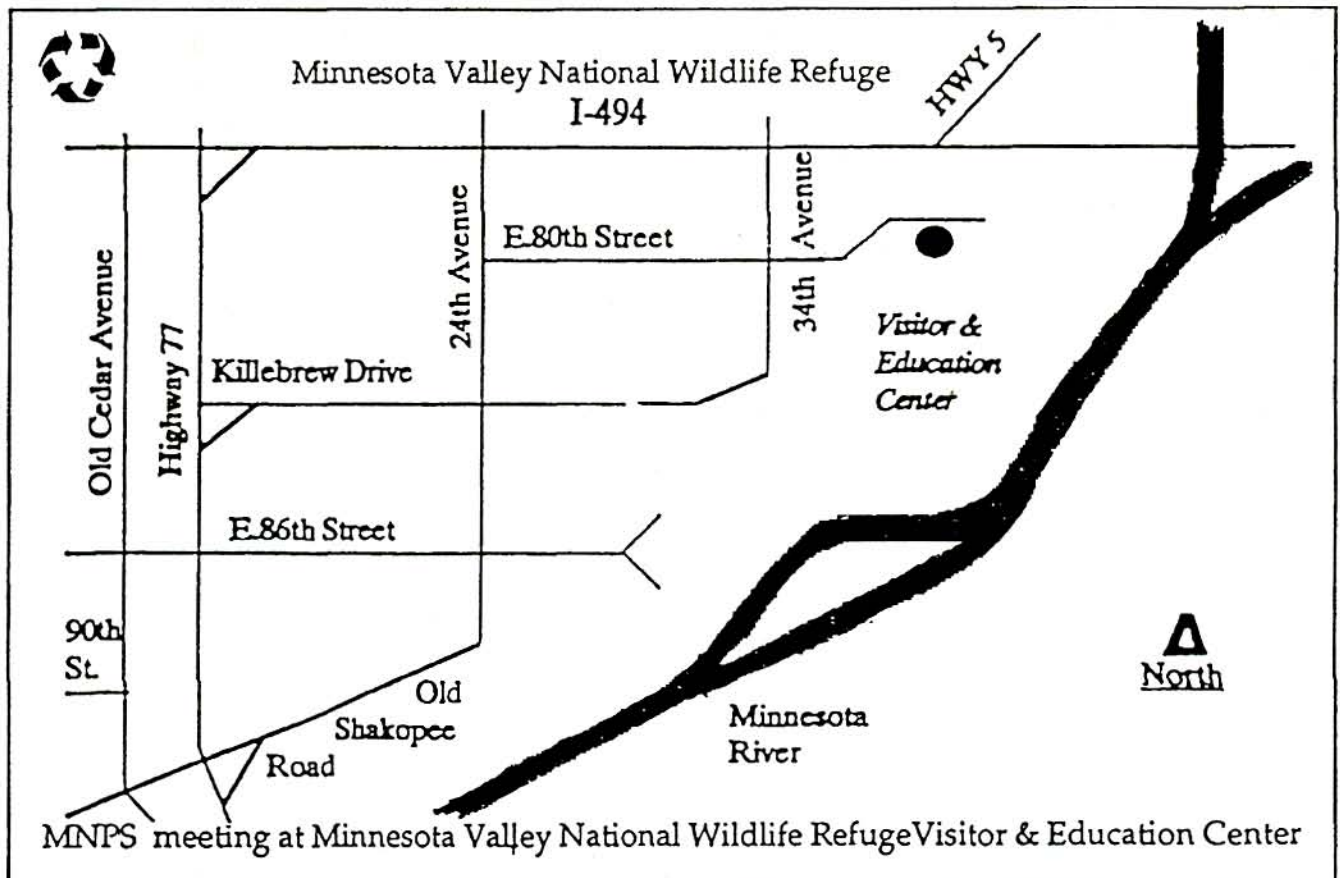 Minnesota Valley National Wildlife Refuge
I-494
HWY 5
Old Cedar Avenue
Highway 77
24th Avenue
34th Avenue
E.80th Street
Visitor &
Education
Center
Killebrew Drive
E.86th Street
90th
St.
Old
Shakopee
Road
Minnesota
River
North
MNPS meeting at Minnesota Valley National Wildlife RefugeVisitor & Education Center